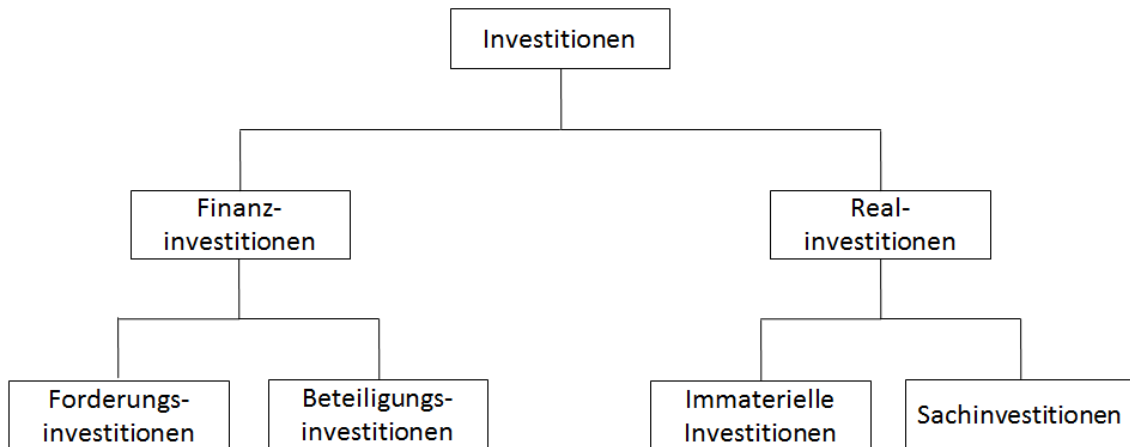 Investitionen
Finanz-
investitionen
Real-
investitionen
Forderungs-
investitionen
Beteiligungs-
investitionen
Immaterielle
Investitionen
Sachinvestitionen